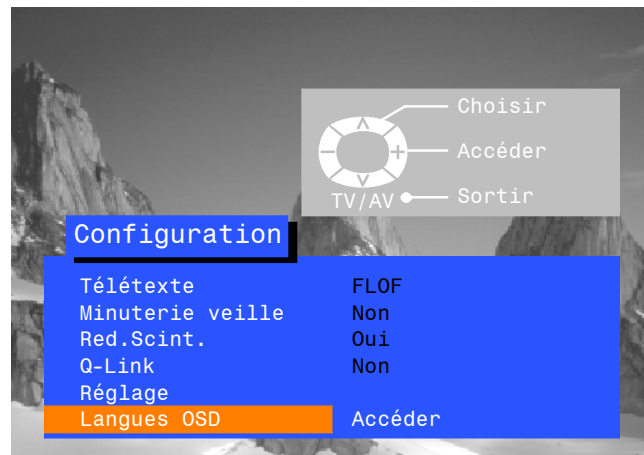 Choisir
Accéder
TV/AV Sortir
Configuration
Télétexte FLOF
Minuterie veille Non
Red.Scint. Oui
Q-Link Non
Réglage
Langues OSD Accéder